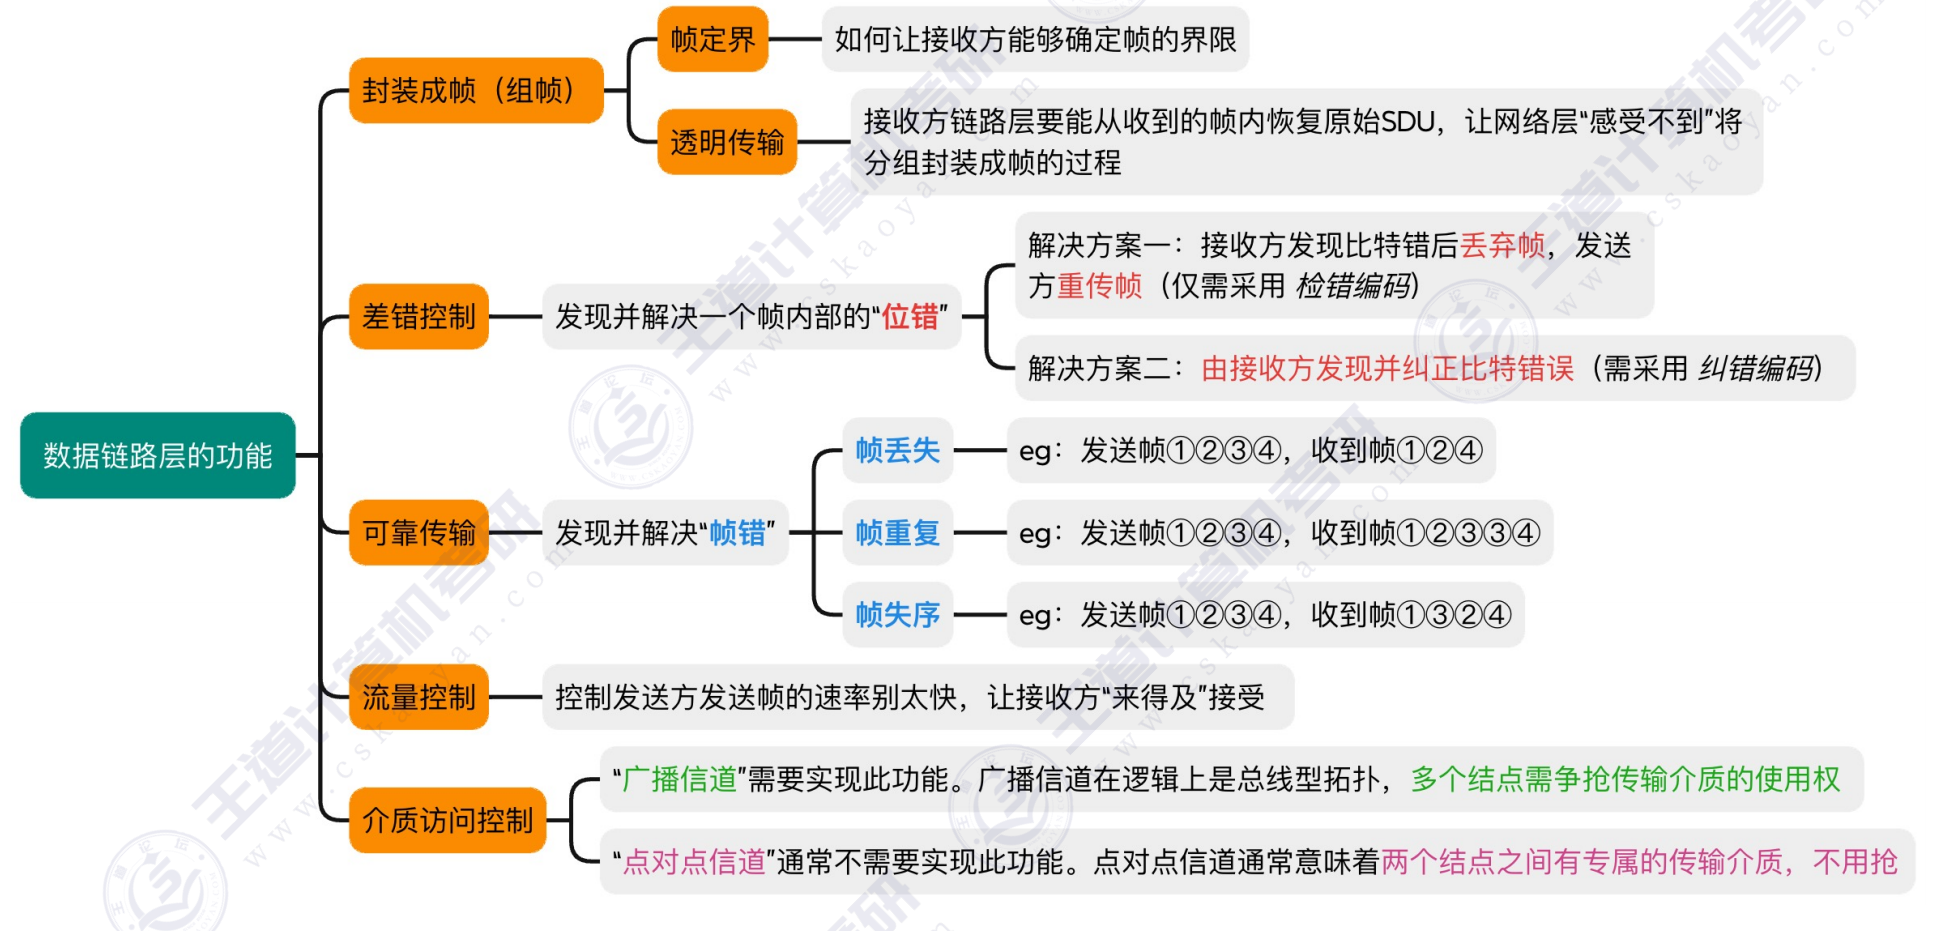 数据链路层的功能
封装成帧（组帧）
帧定界
如何让接收方能够确定帧的界限
透明传输
接收方链路层要能从收到的帧内恢复原始SDU，让网络层“感受不到”将
分组封装成帧的过程
差错控制
发现并解决一个帧内部的“位错”
解决方案一：接收方发现比特错后丢弃帧，发送
方重传帧（仅需采用 检错编码）
解决方案二：由接收方发现并纠正比特错误（需采用 纠错编码）
可靠传输
发现并解决“帧错”
帧丢失
eg：发送帧①②③④，收到帧①②④
帧重复
eg：发送帧①②③④，收到帧①②③③④
帧失序
eg：发送帧①②③④，收到帧①③②④
流量控制
控制发送方发送帧的速率别太快，让接收方“来得及”接受
介质访问控制
“广播信道”需要实现此功能。广播信道在逻辑上是总线型拓扑，多个结点需争抢传输介质的使用权
“点对点信道”通常不需要实现此功能。点对点信道通常意味着两个结点之间有专属的传输介质，不用抢
王道计算机考研
www.cskaoyan.com